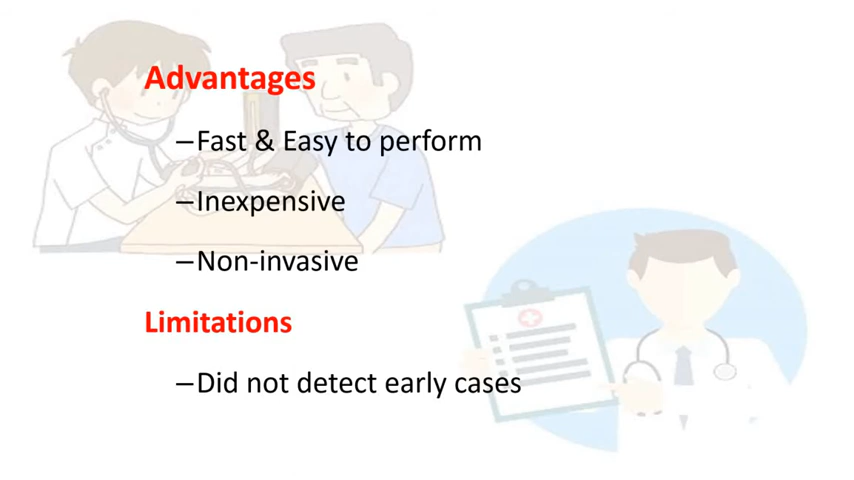 Advantages
–Fast & Easy to perform
–Inexpensive
–Non-invasive
Limitations
–Did not detect early cases